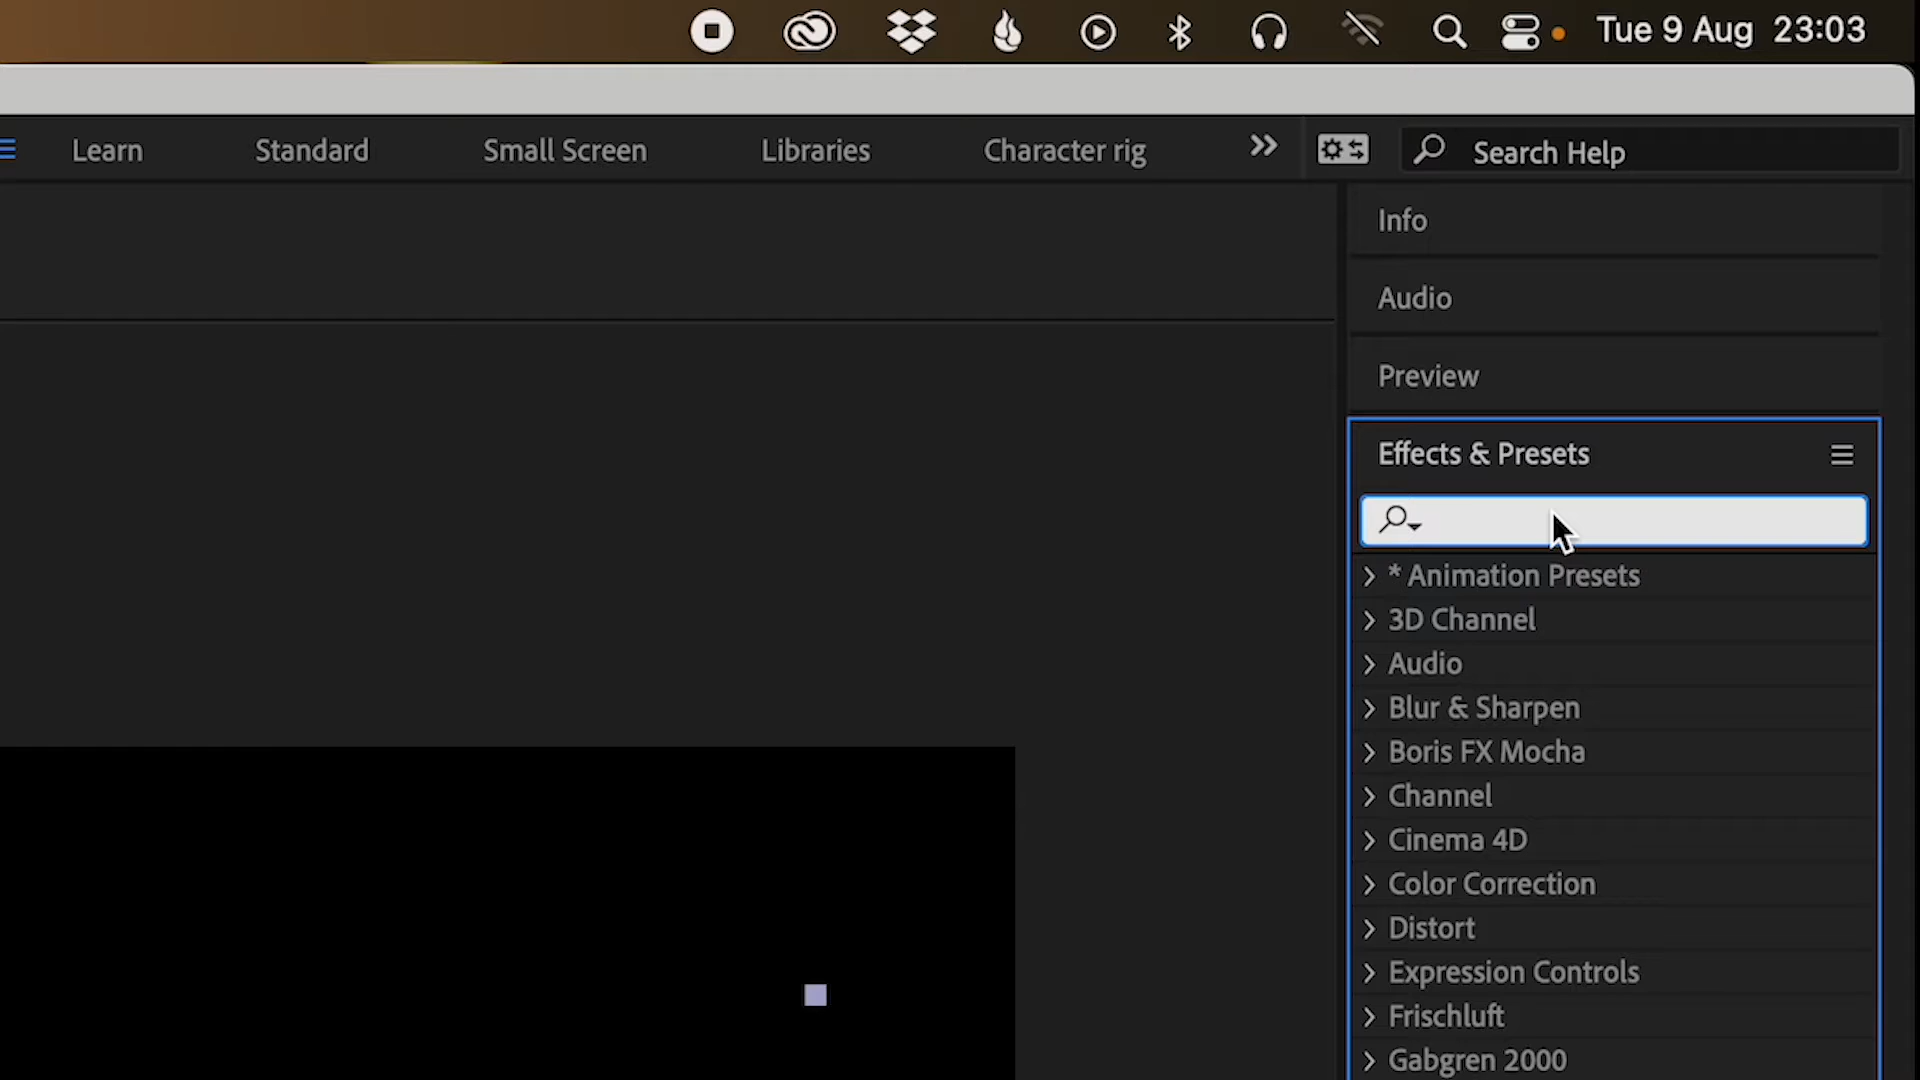 Tue 9 Aug 23:03
Learn Standard Small Screen Libraries Character rig Search Help
Info
Audio
Preview
Effects & Presets
* Animation Presets
3D Channel
Audio
Blur & Sharpen
Boris FX Mocha
Channel
Cinema 4D
Color Correction
Distort
Expression Controls
Frischluft
Gabgren 2000